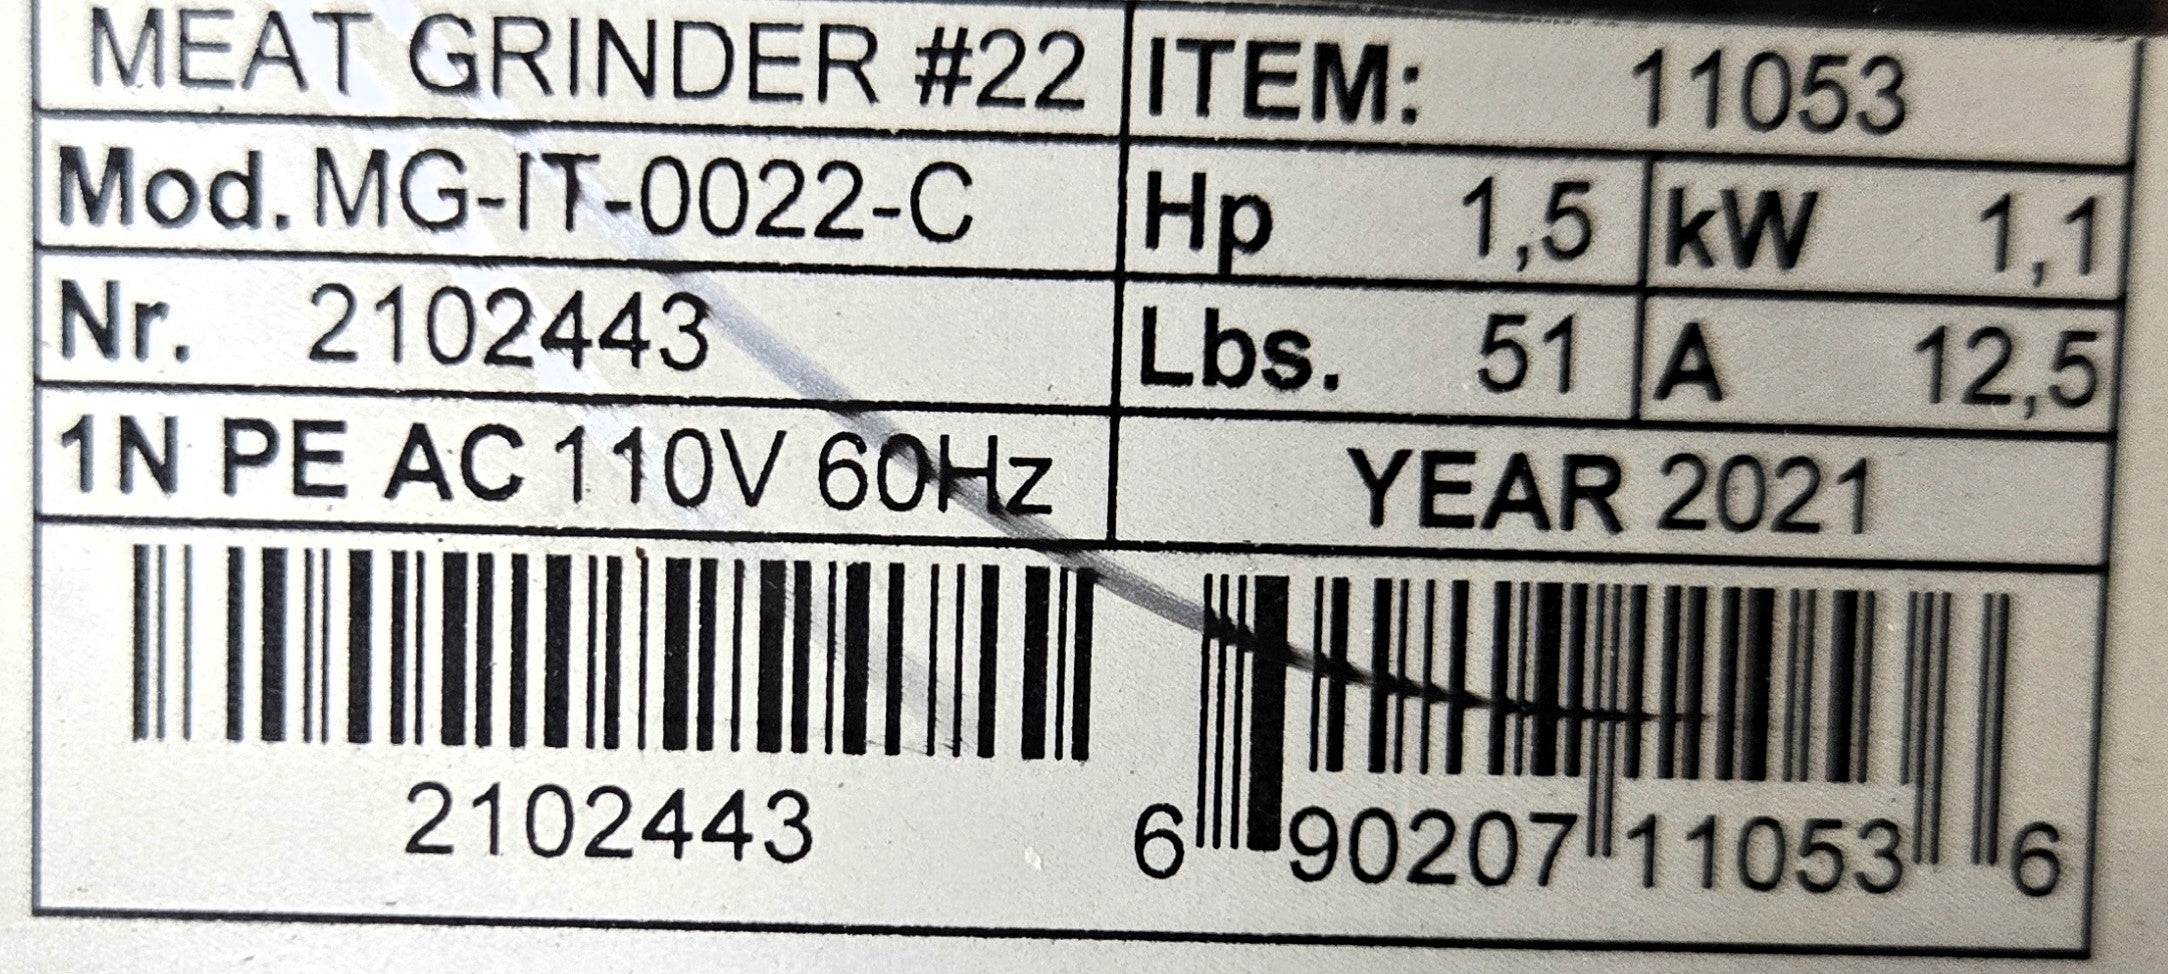 MEAT GRINDER #22 ITEM: 11053
Mod. MG-IT-0022-C Hp 1,5 kW 1,1
Nr. 2102443 Lbs. 51 A 12,5
1N PE AC 110V 60Hz YEAR 2021
2102443 6 90207 11053 6